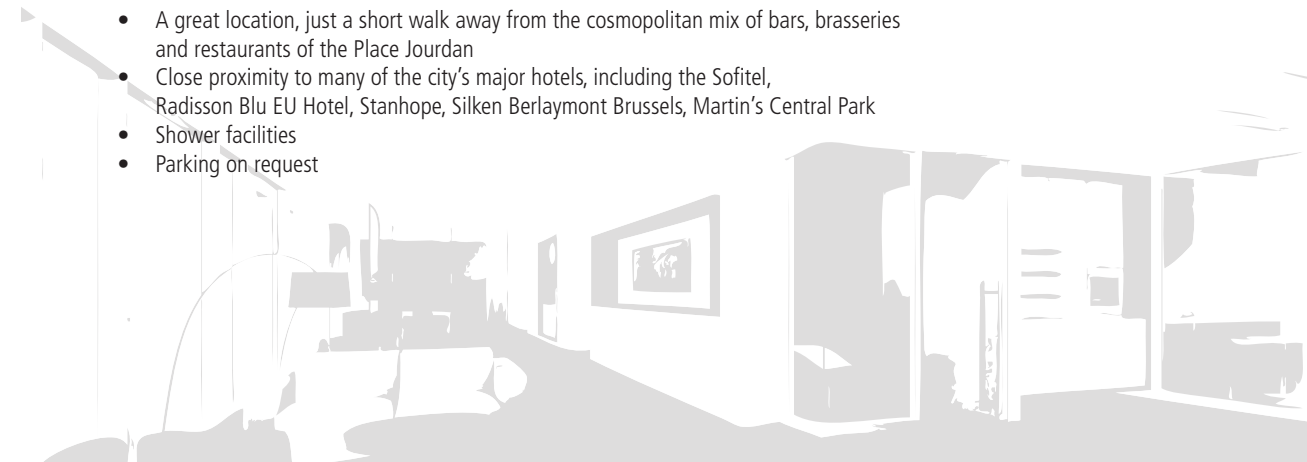 • A great location, just a short walk away from the cosmopolitan mix of bars, brasseries
and restaurants of the Place Jourdan
• Close proximity to many of the city’s major hotels, including the Sofitel,
Radisson Blu EU Hotel, Stanhope, Silken Berlaymont Brussels, Martin’s Central Park
• Shower facilities
• Parking on request